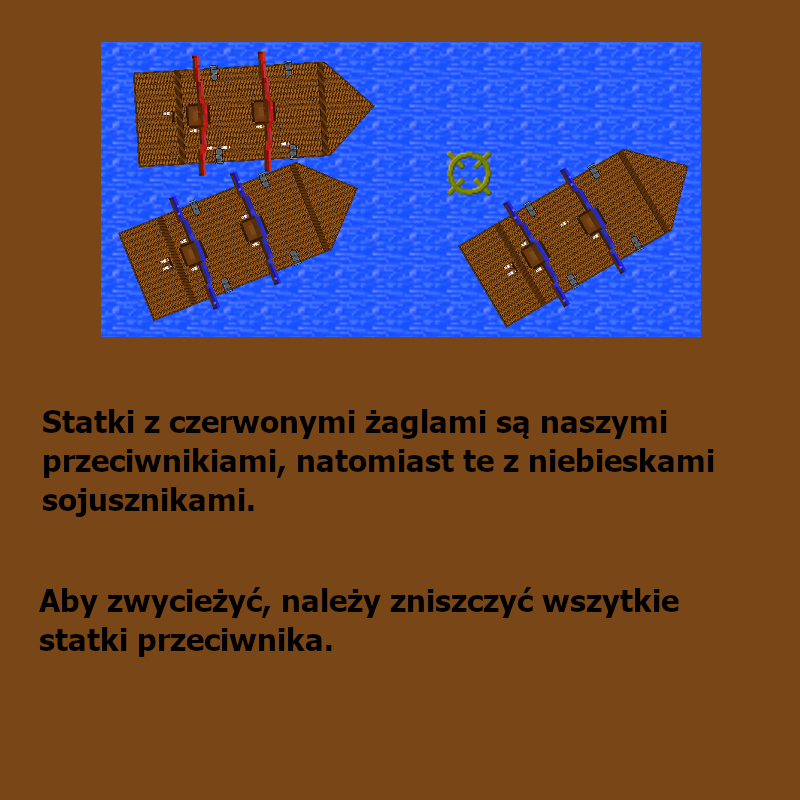 Statki z czerwonymi żaglami są naszymi
przeciwnikiami, natomiast te z niebieskami
sojusznikami.
Aby zwycieżyć, należy zniszczyć wszytkie
statki przeciwnika.